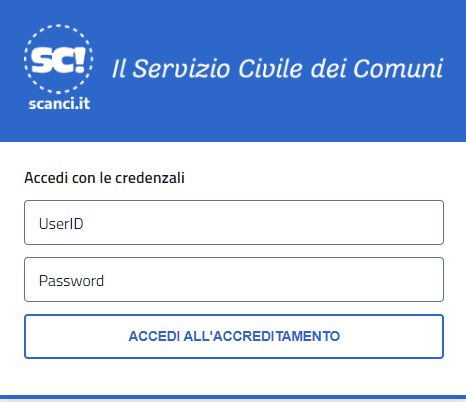 SC!
scanci.it
Il Servizio Civile dei Comuni
Accedi con le credenzali
UserID
Password
ACCEDI ALL'ACCREDITAMENTO